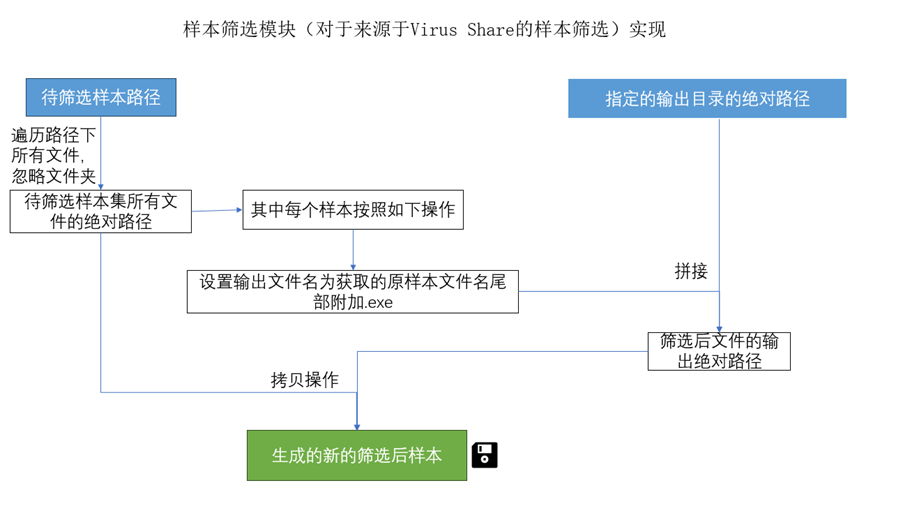 样本筛选模块（对于来源于Virus Share的样本筛选）实现
待筛选样本路径
指定的输出目录的绝对路径
遍历路径下
所有文件，
忽略文件夹
待筛选样本集所有文
件的绝对路径
其中每个样本按照如下操作
设置输出文件名为获取的原样本文件名尾
部附加.exe
拼接
筛选后文件的输
出绝对路径
拷贝操作
生成的新的筛选后样本